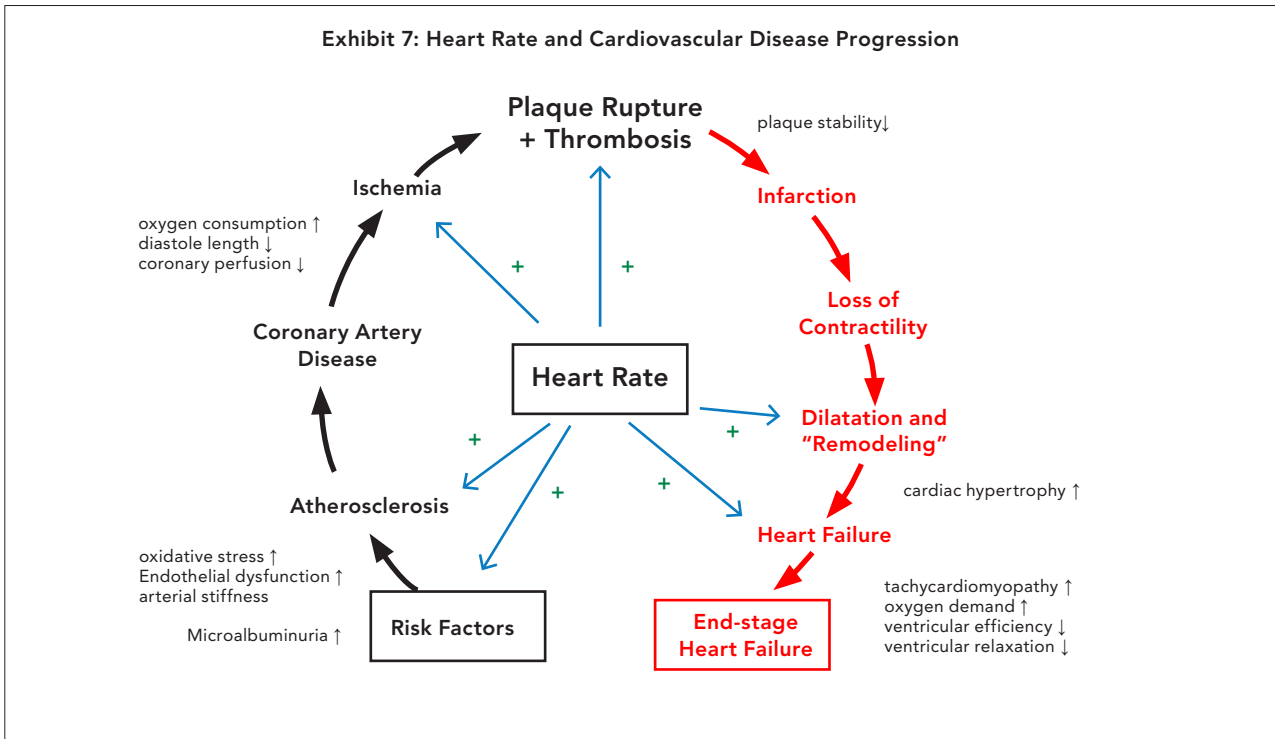 Exhibit 7: Heart Rate and Cardiovascular Disease Progression
Plaque Rupture
+ Thrombosis
plaque stability↓
Ischemia
Infarction
oxygen consumption ↑
diastole length ↓
coronary perfusion ↓
+
+
Loss of
Contractility
Coronary Artery
Disease
Heart Rate
Dilatation and
"Remodeling"
+
+
+
+
cardiac hypertrophy ↑
Atherosclerosis
Heart Failure
oxidative stress ↑
Endothelial dysfunction ↑
arterial stiffness
Microalbuminuria ↑
Risk Factors
End-stage
Heart Failure
tachycardiomyopathy ↑
oxygen demand ↑
ventricular efficiency ↓
ventricular relaxation ↓